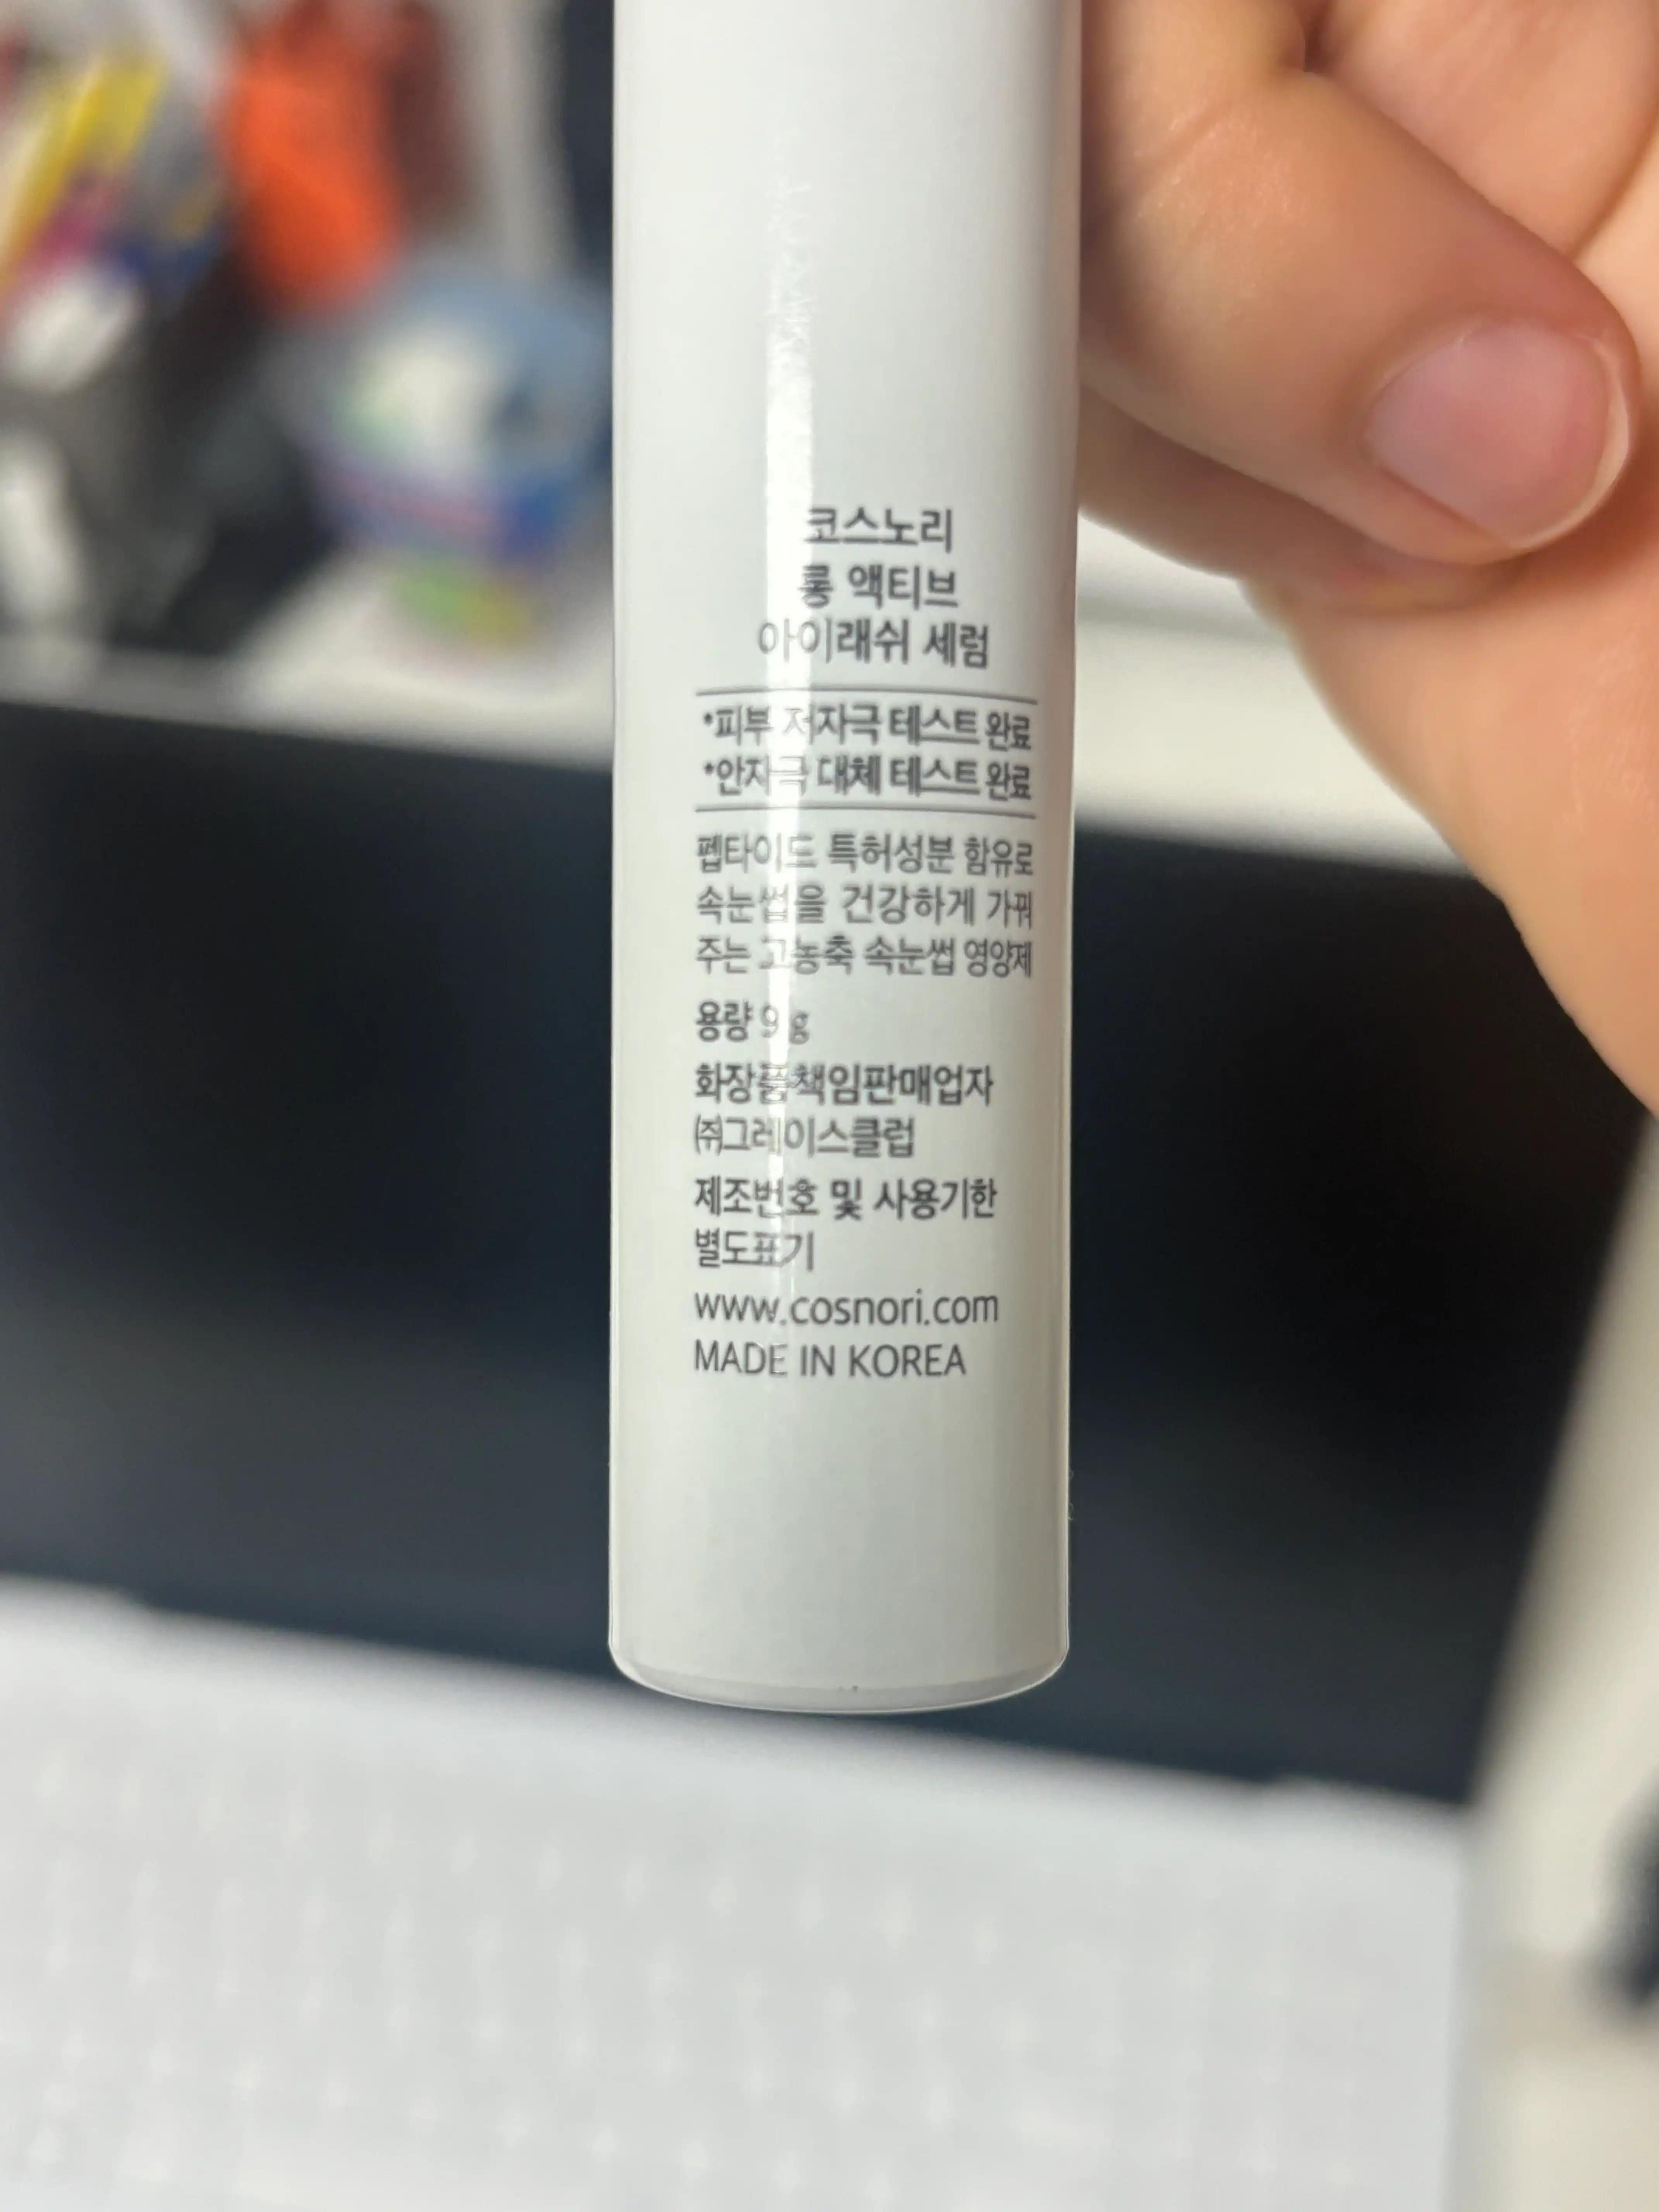 코스노리
롱 액티브
아이래쉬 세럼
*피부 저자극 테스트 완료
*안자극 대체 테스트 완료
펩타이드 특허성분 함유로
속눈썹을 건강하게 가꿔
주는 고농축 속눈썹 영양제
용량 9 g
화장품책임판매업자
㈜그레이스클럽
제조번호 및 사용기한
별도표기
www.cosnori.com
MADE IN KOREA